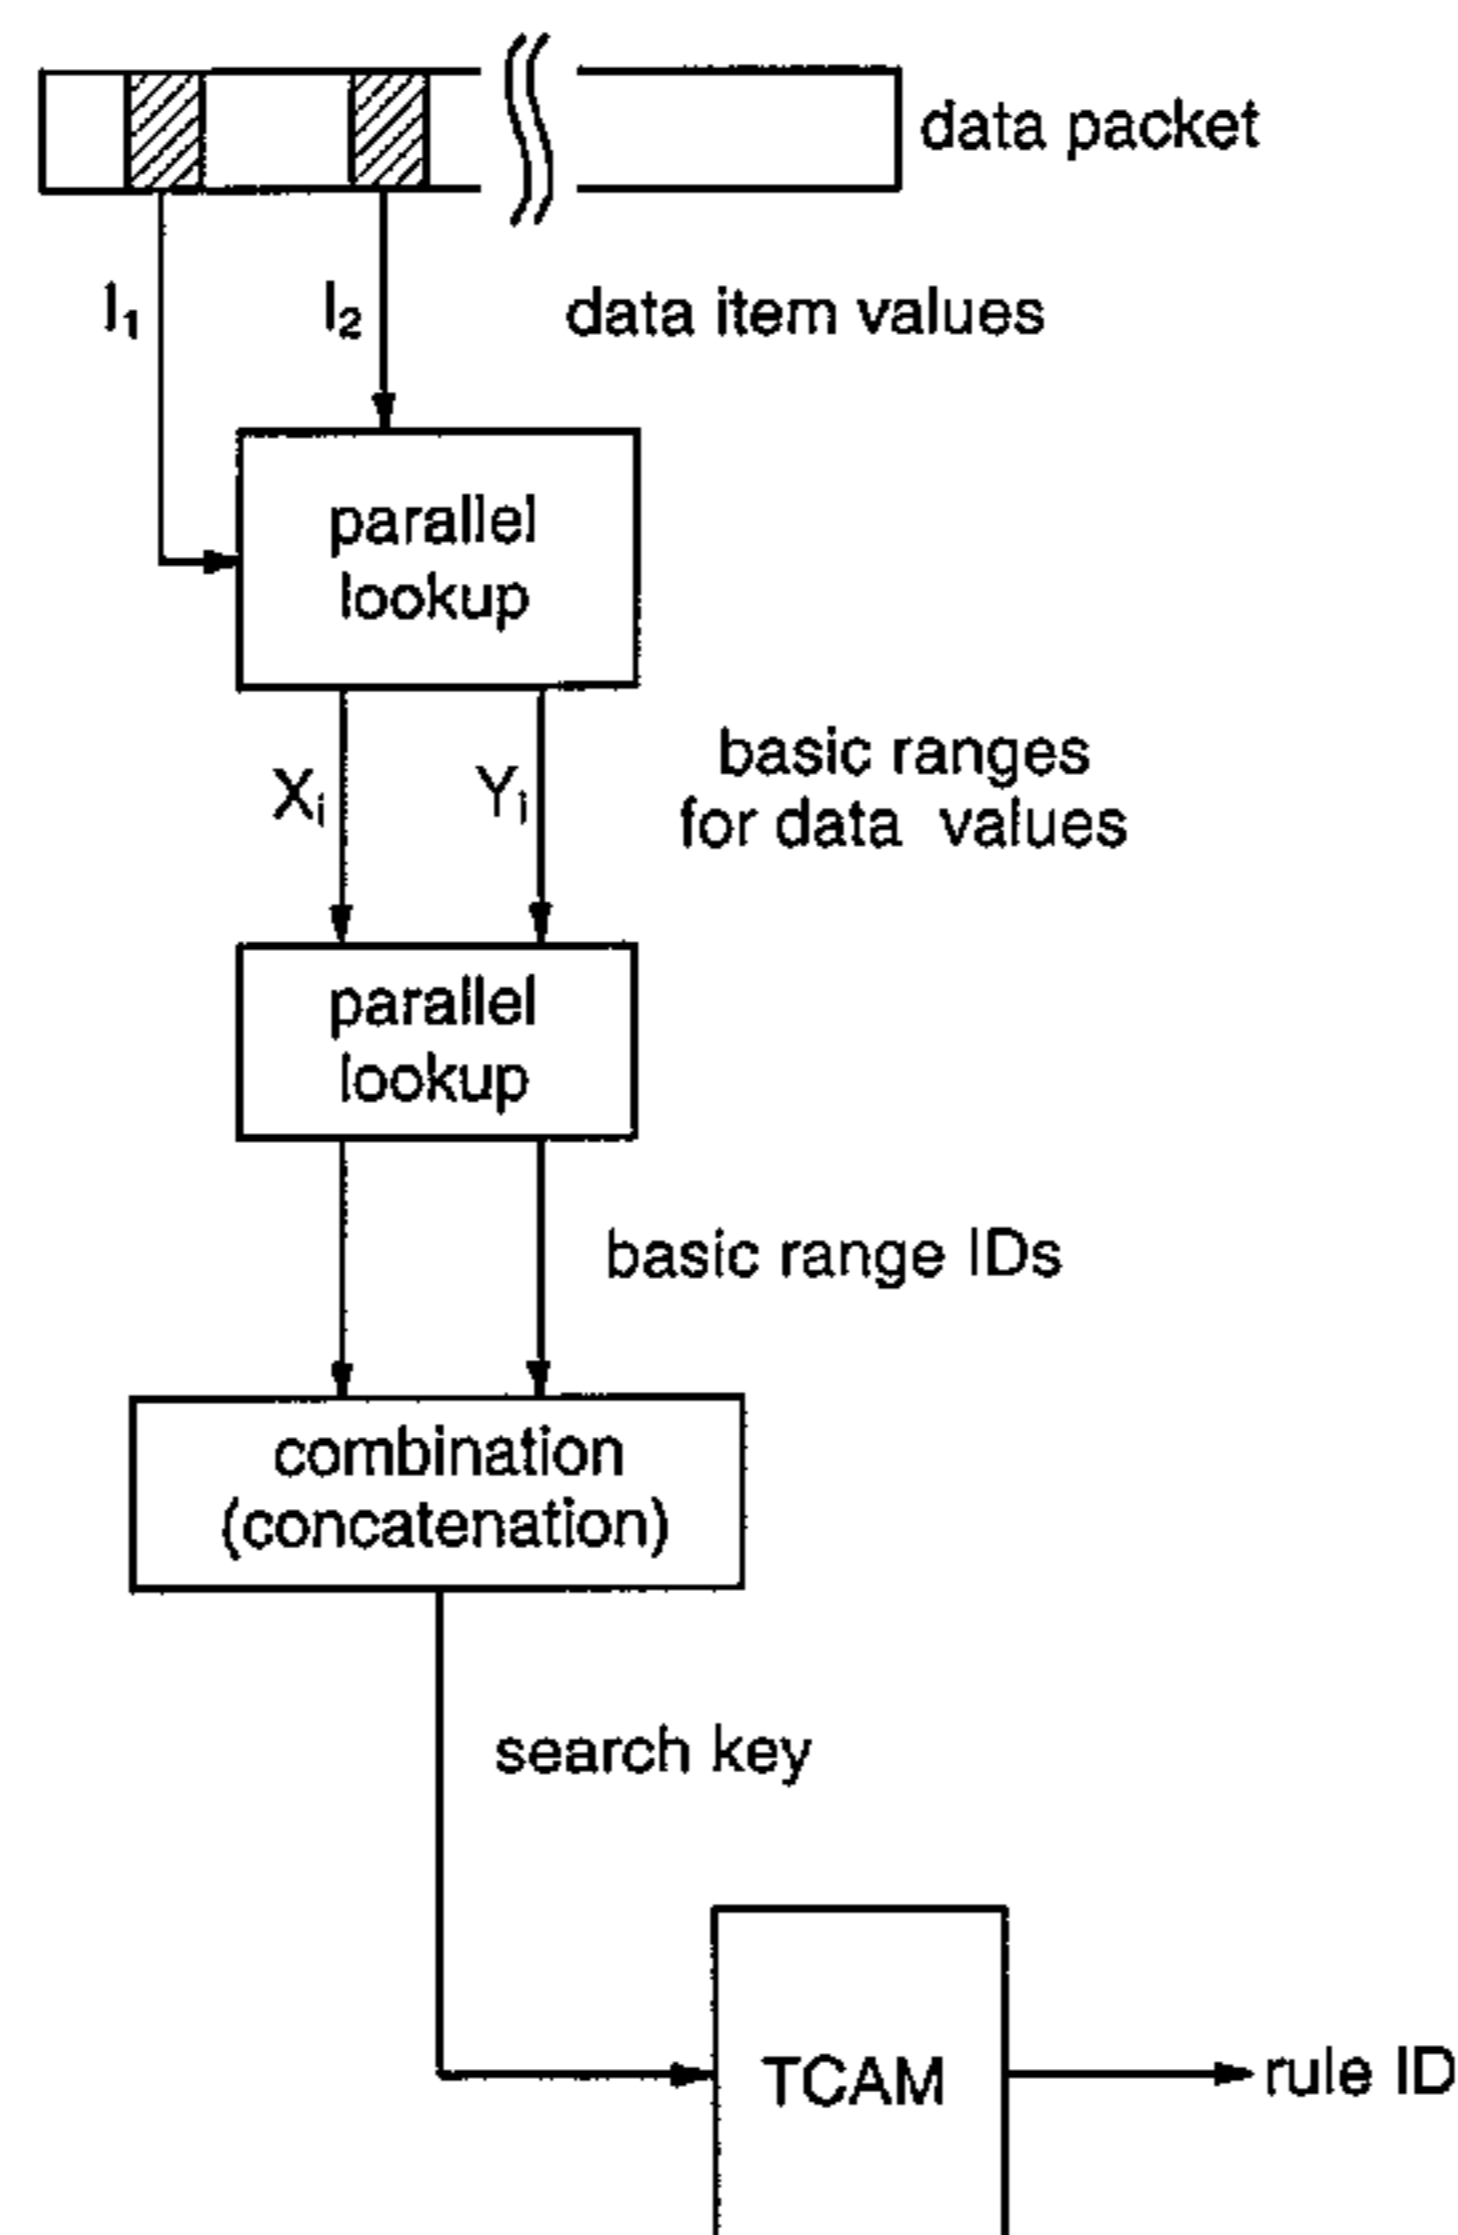 data packet
I₁ I₂ data item values
parallel
lookup
Xᵢ Yᵢ basic ranges
for data values
parallel
lookup
basic range IDs
combination
(concatenation)
search key
TCAM
rule ID